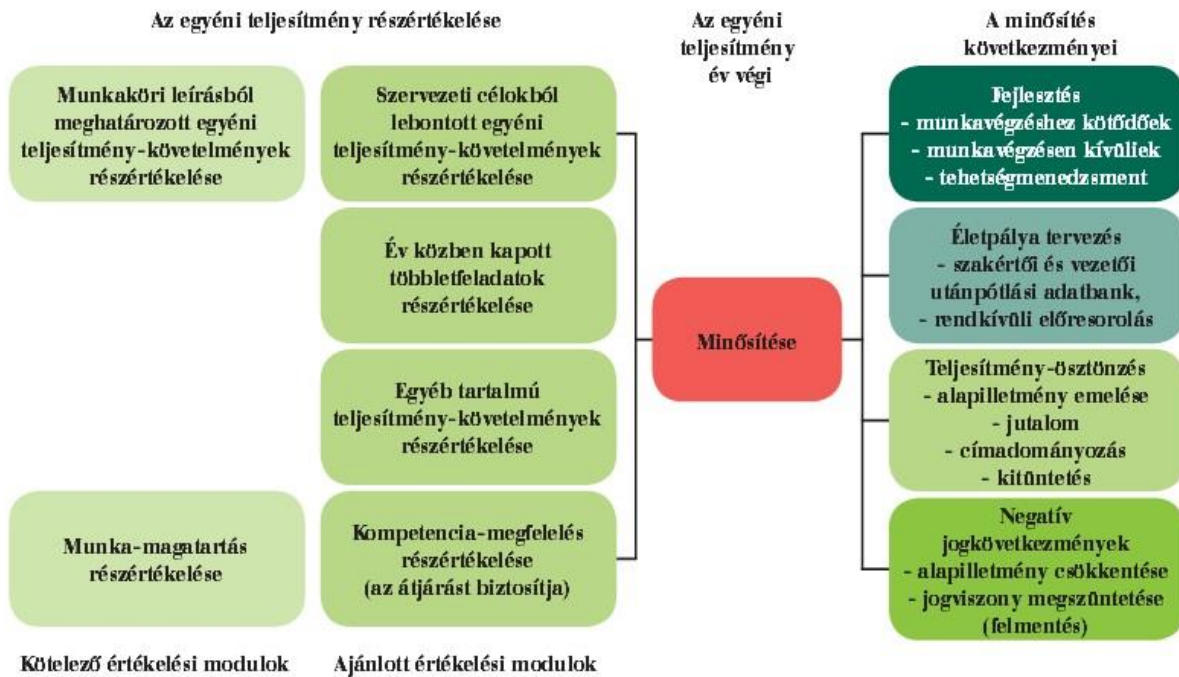 Az egyéni teljesítmény részértékelése
Az egyéni
teljesítmény
év végi
A minősítés
következményei
Munkaköri leírásból
meghatározott egyéni
teljesítmény-követelmények
részértékelése
Szervezeti célokból
lebontott egyéni
teljesítmény-követelmények
részértékelése
Év közben kapott
többletfeladatok
részértékelése
Egyéb tartalmú
teljesítmény-követelmények
részértékelése
Munka-magatartás
részértékelése
Kompetencia-megfelelés
részértékelése
(az átjárást biztosítja)
Minősítése
Fejlesztés
- munkavégzéshez kötődőek
- munkavégzésen kívüliek
- tehetségmenedzsment
Életpálya tervezés
- szakértői és vezetői
utánpótlási adatbank,
- rendkívüli előresorolás
Teljesítmény-ösztönzés
- alapilletmény emelése
- jutalom
- címadományozás
- kitüntetés
Negatív
jogkövetkezmények
- alapilletmény csökkentése
- jogviszony megszüntetése
(felmentés)
Kötelező értékelési modulok
Ajánlott értékelési modulok